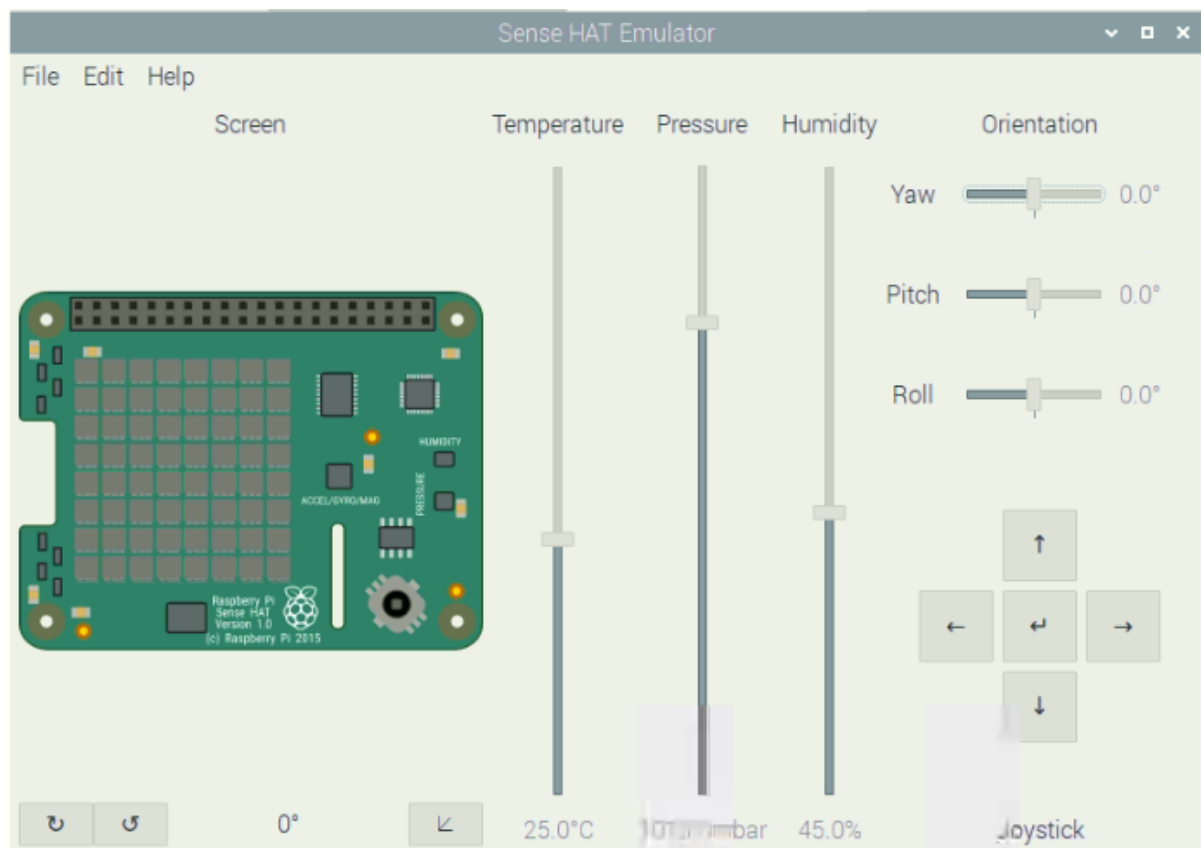 Sense HAT Emulator
File Edit Help
Screen Temperature Pressure Humidity Orientation
Yaw 0.0°
Pitch 0.0°
Roll 0.0°
HUMIDITY
PRESSURE
ACCEL/GYRO/MAG
Raspberry Pi
Sense HAT
Version 1.0
(c) Raspberry Pi 2015
0° 25.0°C 45.0% Joystick